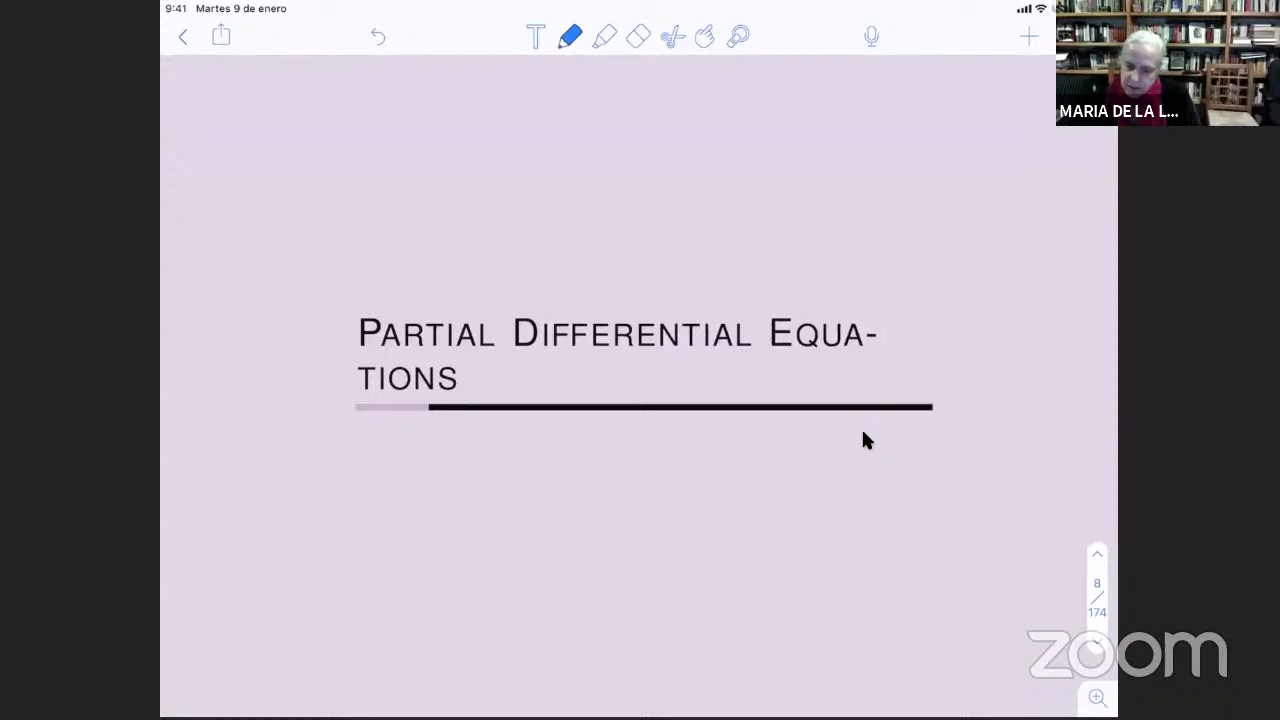 9:41 Martes 9 de enero
MARIA DE LA L...
PARTIAL DIFFERENTIAL EQUA-
TIONS
8
174
zoom